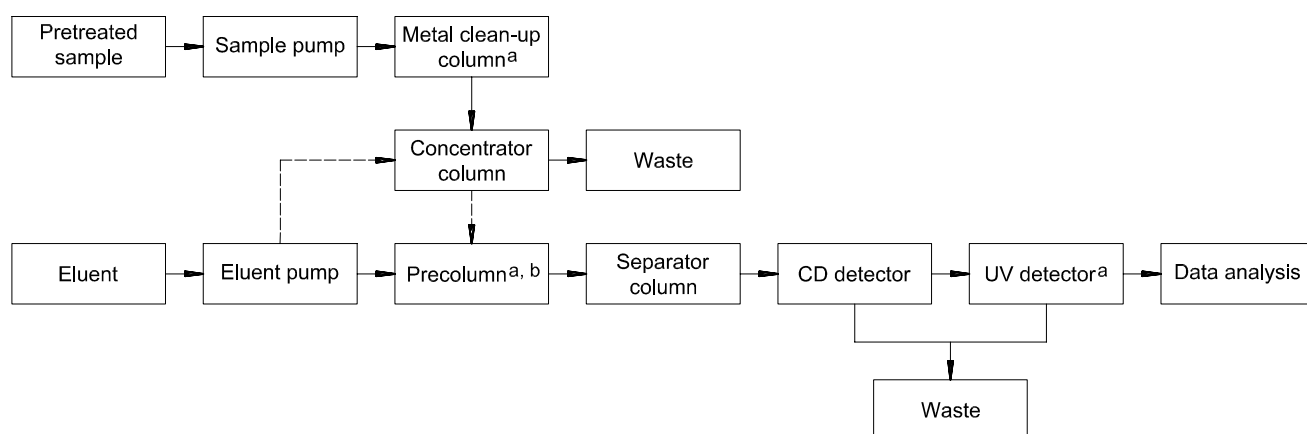 Pretreated
sample
Sample pump
Metal clean-up
columna
Concentrator
column
Waste
Eluent
Eluent pump
Precolumna, b
Separator
column
CD detector
UV detectora
Data analysis
Waste